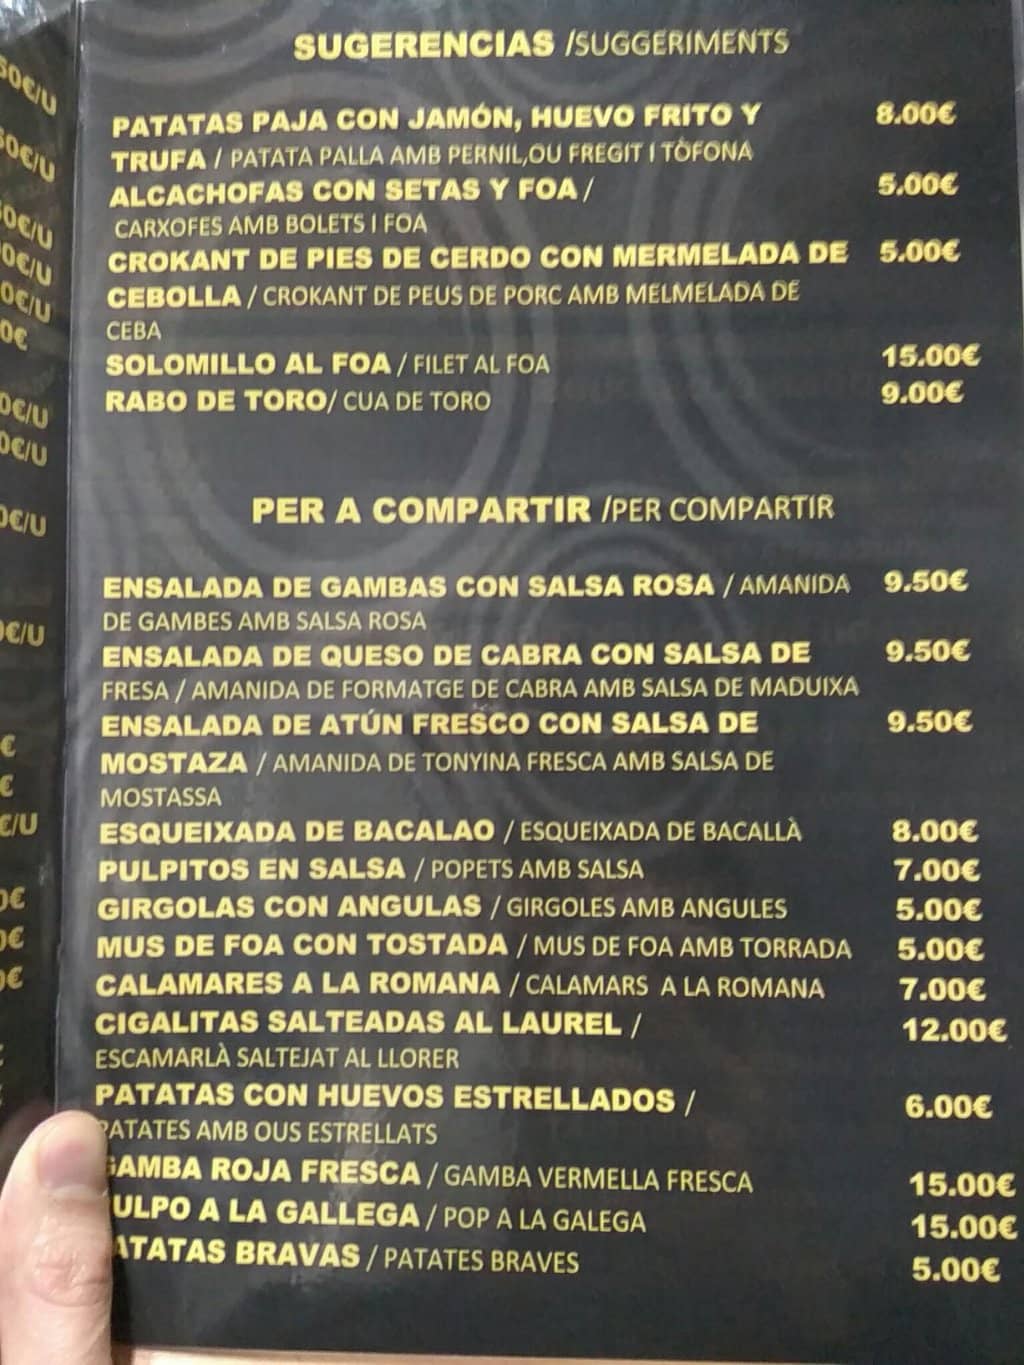 SUGERENCIAS /SUGGERIMENTS
PATATAS PAJA CON JAMÓN, HUEVO FRITO Y 8.00€
TRUFA / PATATA PALLA AMB PERNIL,OU FREGIT I TÒFONA
ALCACHOFAS CON SETAS Y FOA / 5.00€
CARXOFES AMB BOLETS I FOA
CROKANT DE PIES DE CERDO CON MERMELADA DE 5.00€
CEBOLLA / CROKANT DE PEUS DE PORC AMB MELMELADA DE
CEBA
SOLOMILLO AL FOA / FILET AL FOA 15.00€
RABO DE TORO/ CUA DE TORO 9.00€
PER A COMPARTIR /PER COMPARTIR
ENSALADA DE GAMBAS CON SALSA ROSA / AMANIDA 9.50€
DE GAMBES AMB SALSA ROSA
ENSALADA DE QUESO DE CABRA CON SALSA DE 9.50€
FRESA / AMANIDA DE FORMATGE DE CABRA AMB SALSA DE MADUIXA
ENSALADA DE ATÚN FRESCO CON SALSA DE 9.50€
MOSTAZA / AMANIDA DE TONYINA FRESCA AMB SALSA DE
MOSTASSA
ESQUEIXADA DE BACALAO / ESQUEIXADA DE BACALLÀ 8.00€
PULPITOS EN SALSA / POPETS AMB SALSA 7.00€
GIRGOLAS CON ANGULAS / GIRGOLES AMB ANGULES 5.00€
MUS DE FOA CON TOSTADA / MUS DE FOA AMB TORRADA 5.00€
CALAMARES A LA ROMANA / CALAMARS A LA ROMANA 7.00€
CIGALITAS SALTEADAS AL LAUREL / 12.00€
ESCAMARLÀ SALTEJAT AL LLORER
PATATAS CON HUEVOS ESTRELLADOS / 6.00€
PATATES AMB OUS ESTRELLATS
GAMBA ROJA FRESCA / GAMBA VERMELLA FRESCA 15.00€
ULPO A LA GALLEGA / POP A LA GALEGA 15.00€
ATATAS BRAVAS / PATATES BRAVES 5.00€